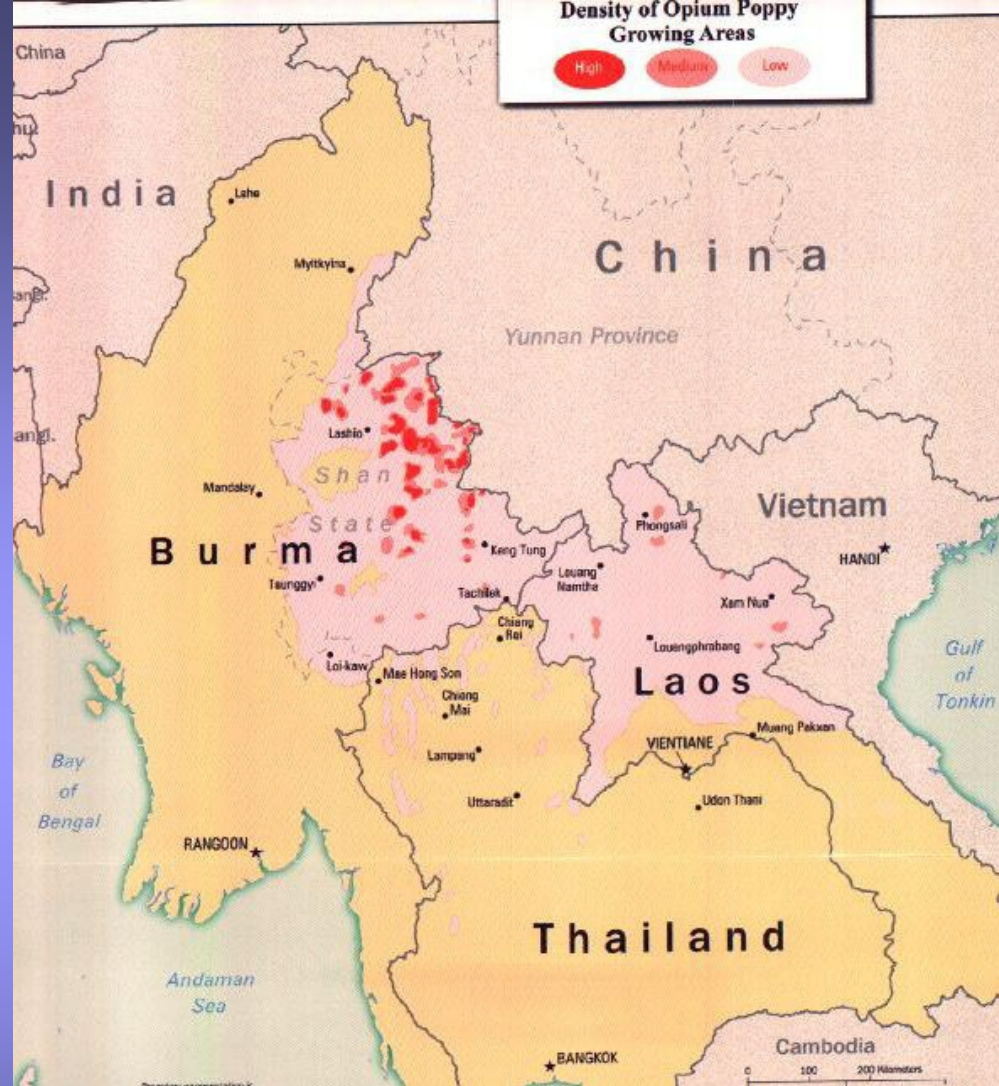 Density of Opium Poppy
Growing Areas
High
Medium
Low
China
India
Lahe
Myitkyina
China
Yunnan Province
Lashio
Shan
State
Mandalay
Burma
Keng Tung
Taunggyi
Tachilek
Loi-kaw
Vietnam
HANOI
Phongsali
Louang
Namtha
Xam Nua
Louangphrabang
Laos
Chiang
Rai
Mae Hong Son
Chiang
Mai
Lampang
Uttaradit
VIENTIANE
Muang Pakxan
Udon Thani
Gulf
of
Tonkin
Bay
of
Bengal
RANGOON
Thailand
Andaman
Sea
BANGKOK
Cambodia
0 100 200 Kilometers